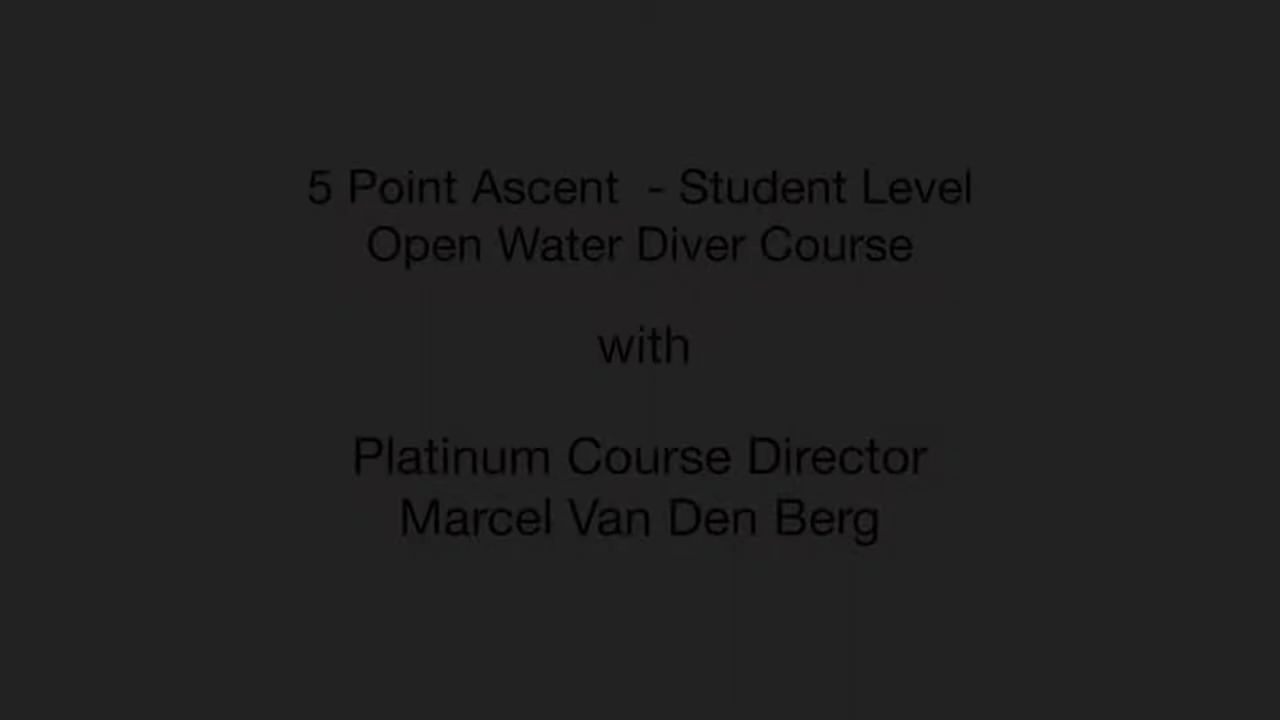 5 Point Ascent - Student Level
Open Water Diver Course
with
Platinum Course Director
Marcel Van Den Berg